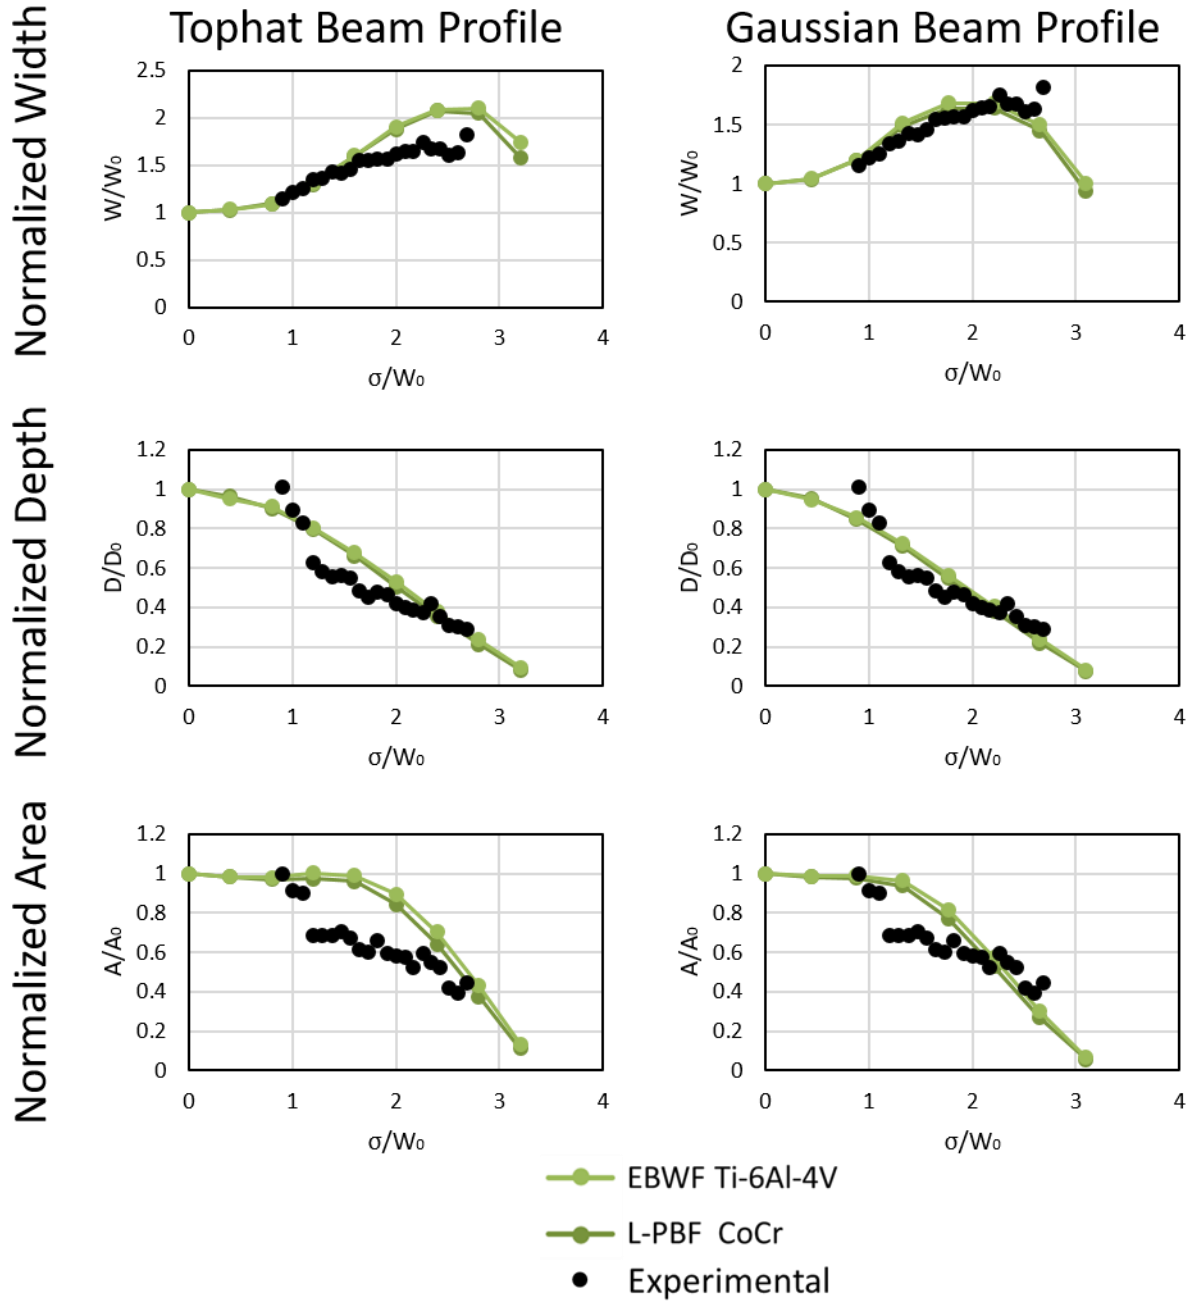 Tophat Beam Profile
Gaussian Beam Profile
Normalized Width
2.5
2
1.5
1
0.5
0
W/W₀
0 1 2 3 4
σ/W₀
2
1.5
1
0.5
0
W/W₀
0 1 2 3 4
σ/W₀
Normalized Depth
1.2
1
0.8
0.6
0.4
0.2
0
D/D₀
0 1 2 3 4
σ/W₀
1.2
1
0.8
0.6
0.4
0.2
0
D/D₀
0 1 2 3 4
σ/W₀
Normalized Area
1.2
1
0.8
0.6
0.4
0.2
0
A/A₀
0 1 2 3 4
σ/W₀
1.2
1
0.8
0.6
0.4
0.2
0
A/A₀
0 1 2 3 4
σ/W₀
EBWF Ti-6Al-4V
L-PBF CoCr
Experimental